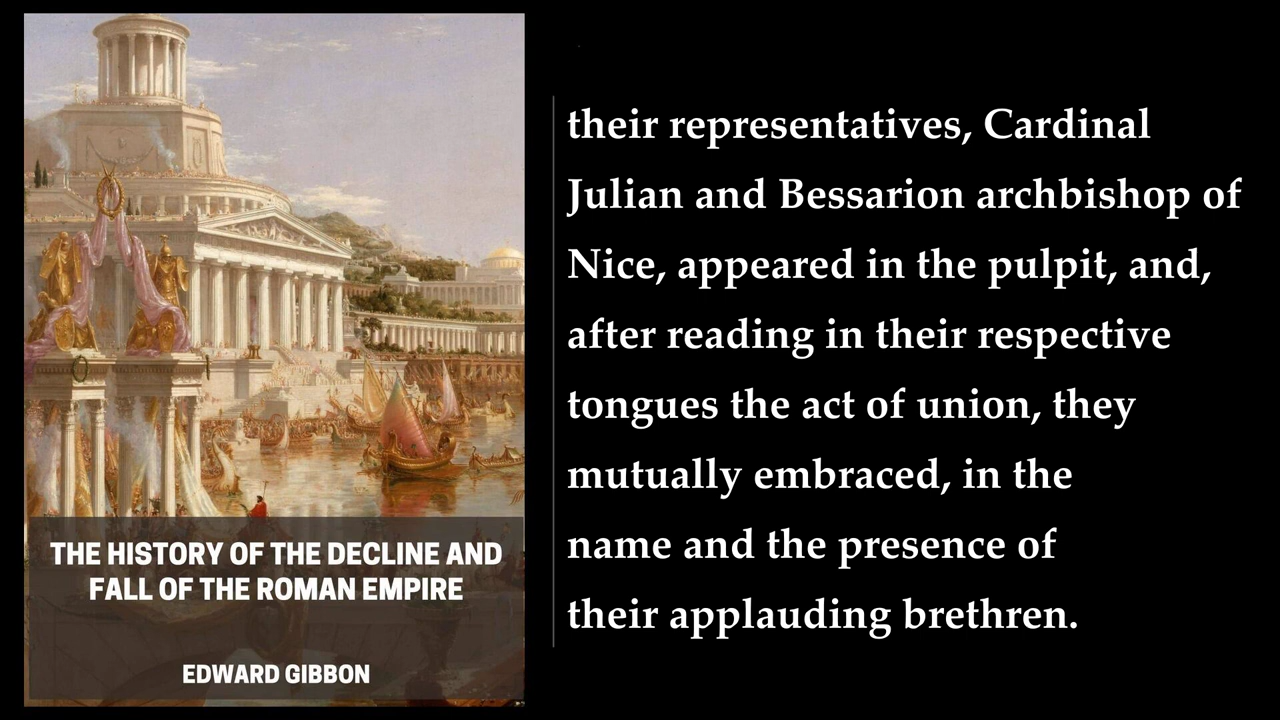 THE HISTORY OF THE DECLINE AND
FALL OF THE ROMAN EMPIRE
EDWARD GIBBON
their representatives, Cardinal
Julian and Bessarion archbishop of
Nice, appeared in the pulpit, and,
after reading in their respective
tongues the act of union, they
mutually embraced, in the
name and the presence of
their applauding brethren.